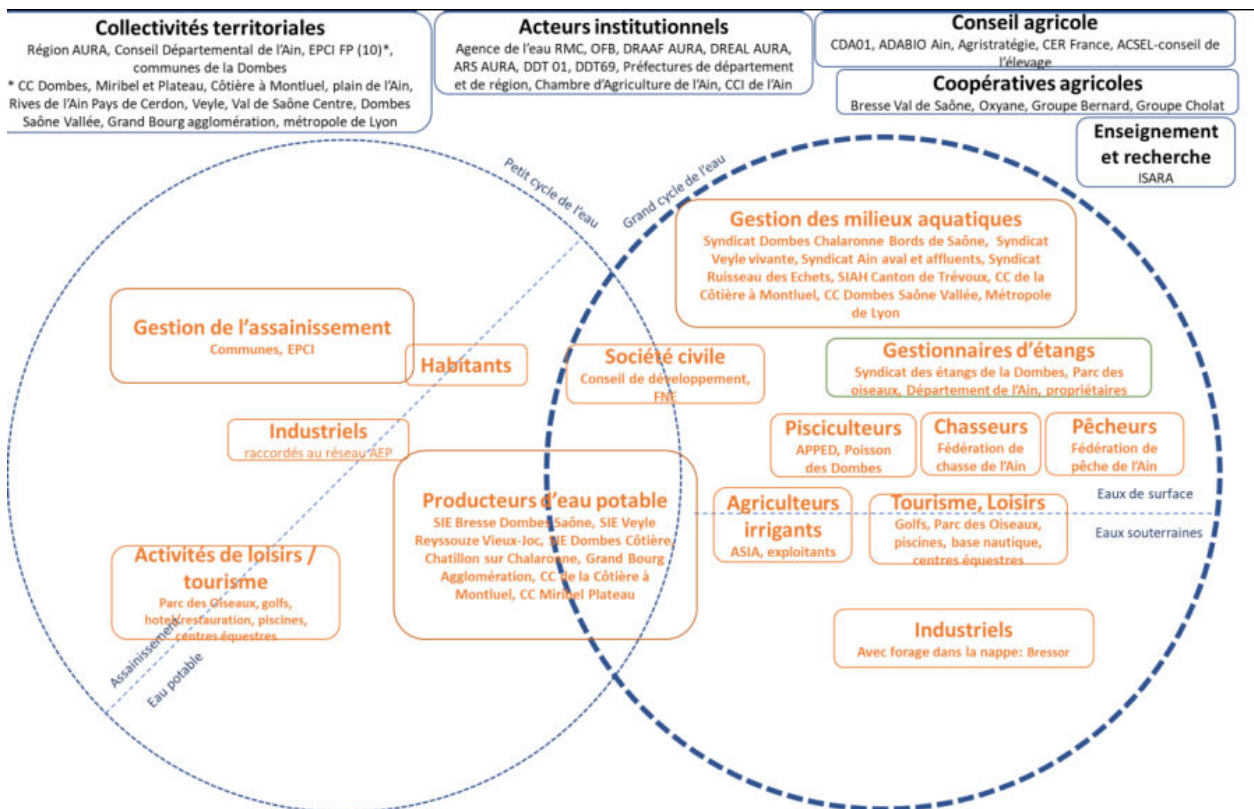 Collectivités territoriales
Région AURA, Conseil Départemental de l'Ain, EPCI FP (10)*,
communes de la Dombes
* CC Dombes, Miribel et Plateau, Côtière à Montluel, plain de l'Ain,
Rives de l'Ain Pays de Cerdon, Veyle, Val de Saône Centre, Dombes
Saône Vallée, Grand Bourg agglomération, métropole de Lyon
Acteurs institutionnels
Agence de l'eau RMC, OFB, DRAAF AURA, DREAL AURA,
ARS AURA, DDT 01, DDT69, Préfectures de département
et de région, Chambre d'Agriculture de l'Ain, CCI de l'Ain
Conseil agricole
CDA01, ADABIO Ain, Agristratégie, CER France, ACSEL-conseil de
l'élevage
Coopératives agricoles
Bresse Val de Saône, Oxyane, Groupe Bernard, Groupe Cholat
Enseignement
et recherche
ISARA
Petit cycle de l'eau
Grand cycle de l'eau
Gestion des milieux aquatiques
Syndicat Dombes Chalaronne Bords de Saône, Syndicat
Veyle vivante, Syndicat Ain aval et affluents, Syndicat
Ruisseau des Echets, SIAH Canton de Trévoux, CC de la
Côtière à Montluel, CC Dombes Saône Vallée, Métropole
de Lyon
Gestion de l'assainissement
Communes, EPCI
Habitants
Société civile
Conseil de développement,
FNE
Gestionnaires d'étangs
Syndicat des étangs de la Dombes, Parc des
oiseaux, Département de l'Ain, propriétaires
Industriels
raccordés au réseau AEP
Pisciculteurs
APPED, Poisson
des Dombes
Chasseurs
Fédération de
chasse de l'Ain
Pêcheurs
Fédération de
pêche de l'Ain
Producteurs d'eau potable
SIE Bresse Dombes Saône, SIE Veyle
Reyssouze Vieux-Joc, SIE Dombes Côtière,
Chatillon sur Chalaronne, Grand Bourg
Agglomération, CC de la Côtière à
Montluel, CC Miribel Plateau
Agriculteurs
irrigants
ASIA, exploitants
Tourisme, Loisirs
Golfs, Parc des Oiseaux,
piscines, base nautique,
centres équestres
Eaux de surface
Eaux souterraines
Activités de loisirs /
tourisme
Parc des Oiseaux, golfs,
hotel/restauration, piscines,
centres équestres
Assainissement
Eau potable
Industriels
Avec forage dans la nappe: Bressor